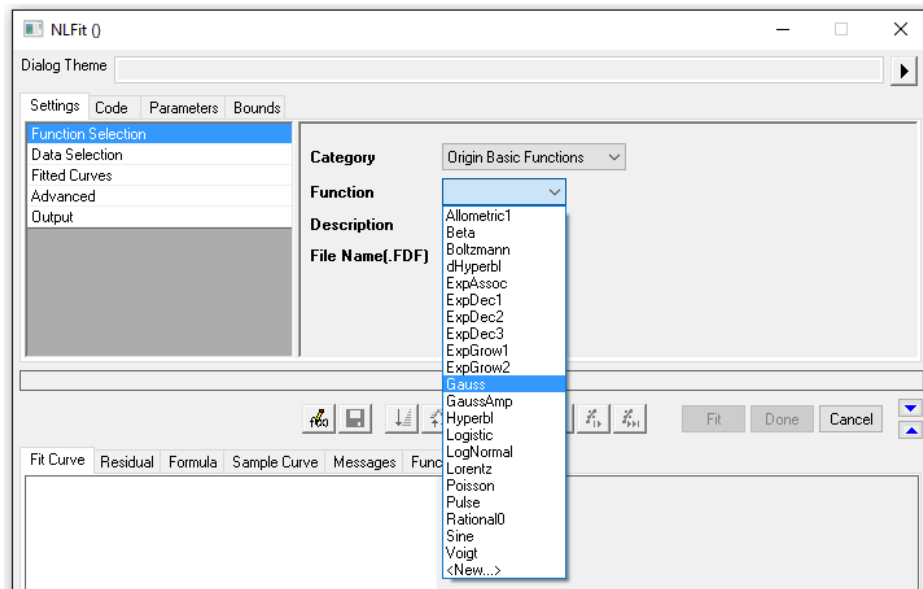 NLFit ()
Dialog Theme
Settings Code Parameters Bounds
Function Selection
Data Selection
Fitted Curves
Advanced
Output
Category Origin Basic Functions
Function
Description
File Name(.FDF)
Allometric1
Beta
Boltzmann
dHyperbl
ExpAssoc
ExpDec1
ExpDec2
ExpDec3
ExpGrow1
ExpGrow2
Gauss
GaussAmp
Hyperbl
Logistic
LogNormal
Lorentz
Poisson
Pulse
Rational0
Sine
Voigt
<New...>
Fit Done Cancel
Fit Curve Residual Formula Sample Curve Messages Func